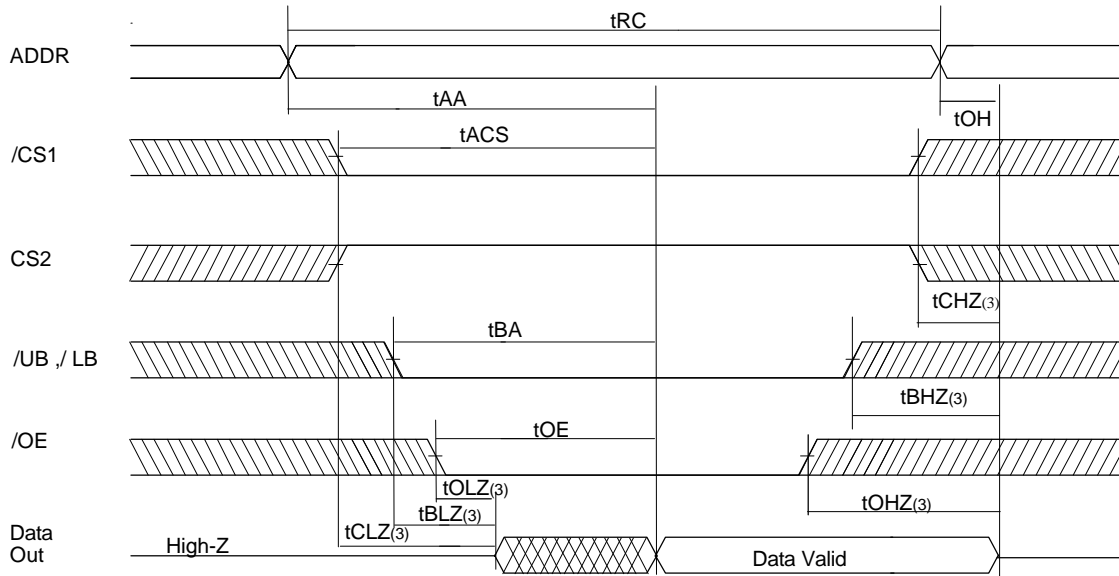 tRC
ADDR
tAA
tOH
tACS
/CS1
CS2
tCHZ(3)
tBA
/UB ,/ LB
tBHZ(3)
tOE
/OE
tOLZ(3)
tOHZ(3)
tBLZ(3)
tCLZ(3)
Data
Out
High-Z
Data Valid